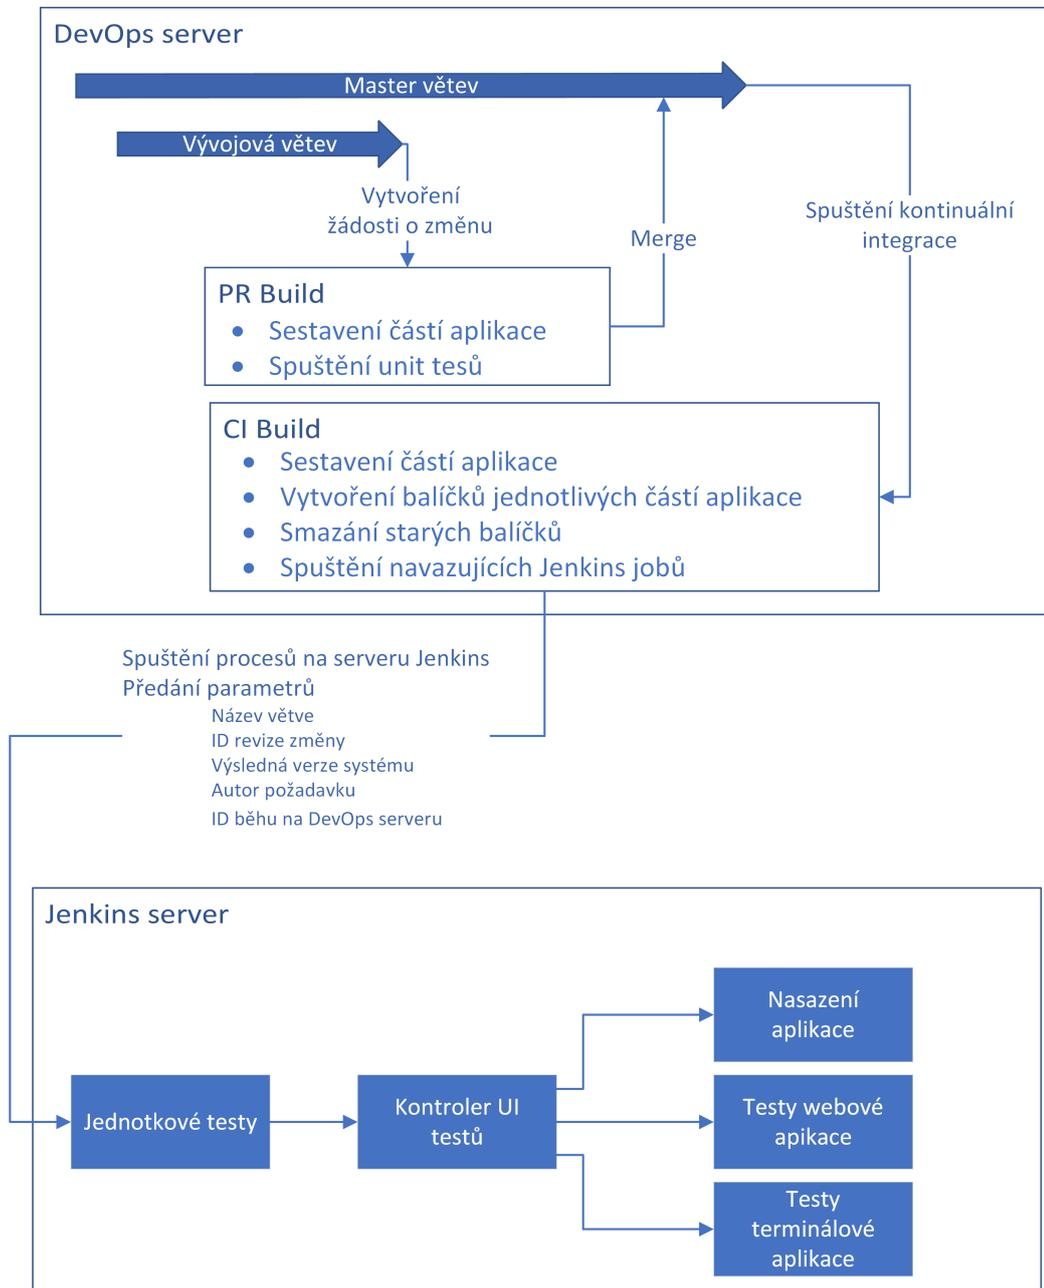 DevOps server
Master větev
Vývojová větev
Vytvoření
žádosti o změnu
Merge
Spuštění kontinuální
integrace
PR Build
• Sestavení částí aplikace
• Spuštění unit tesů
CI Build
• Sestavení částí aplikace
• Vytvoření balíčků jednotlivých částí aplikace
• Smazání starých balíčků
• Spuštění navazujících Jenkins jobů
Spuštění procesů na serveru Jenkins
Předání parametrů
Název větve
ID revize změny
Výsledná verze systému
Autor požadavku
ID běhu na DevOps serveru
Jenkins server
Jednotkové testy
Kontroler UI
testů
Nasazení
aplikace
Testy webové
apikace
Testy
terminálové
aplikace